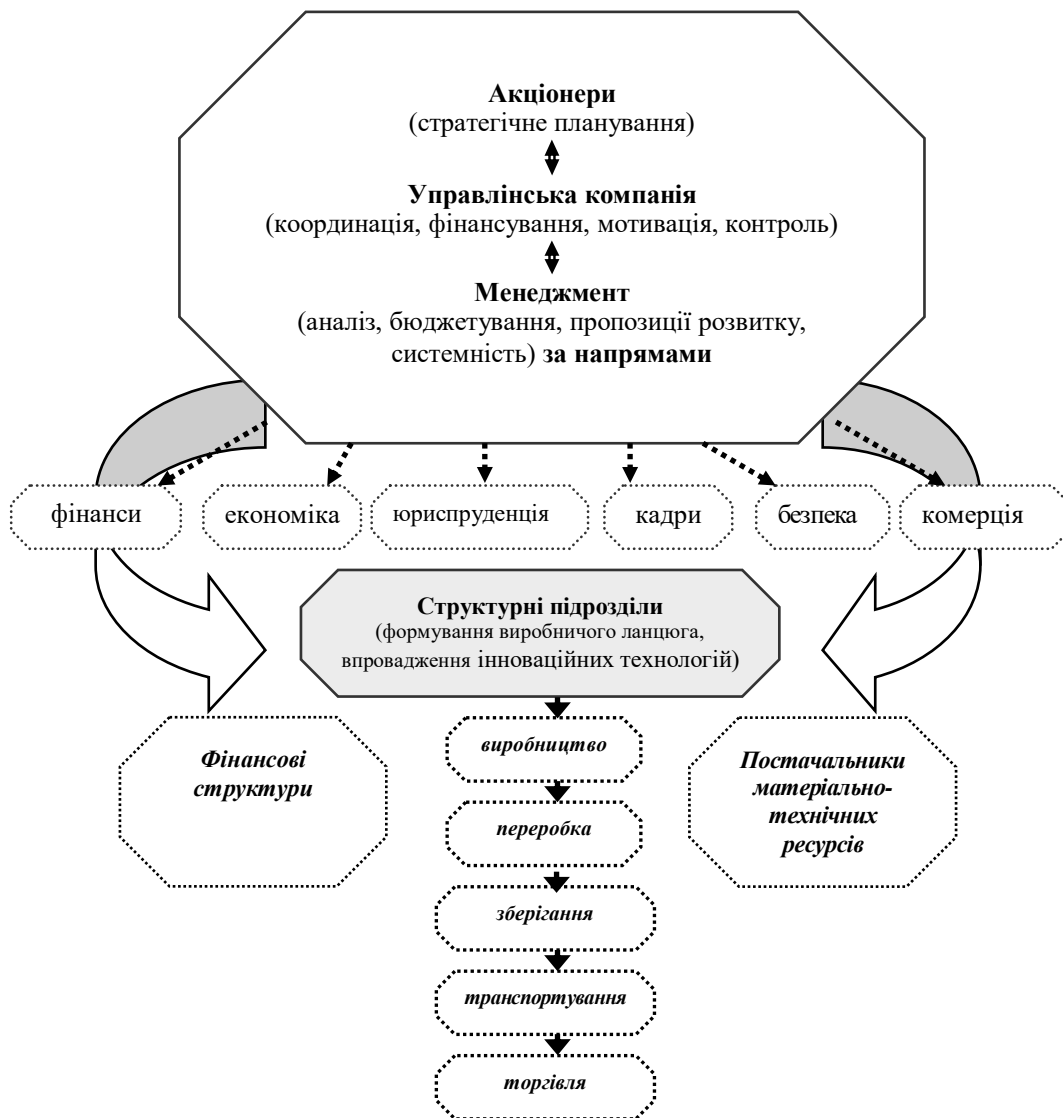 Акціонери
(стратегічне планування)
Управлінська компанія
(координація, фінансування, мотивація, контроль)
Менеджмент
(аналіз, бюджетування, пропозиції розвитку,
системність) за напрямами
фінанси
економіка
юриспруденція
кадри
безпека
комерція
Структурні підрозділи
(формування виробничого ланцюга,
впровадження інноваційних технологій)
виробництво
Фінансові
структури
Постачальники
матеріально-
технічних
ресурсів
переробка
зберігання
транспортування
торгівля